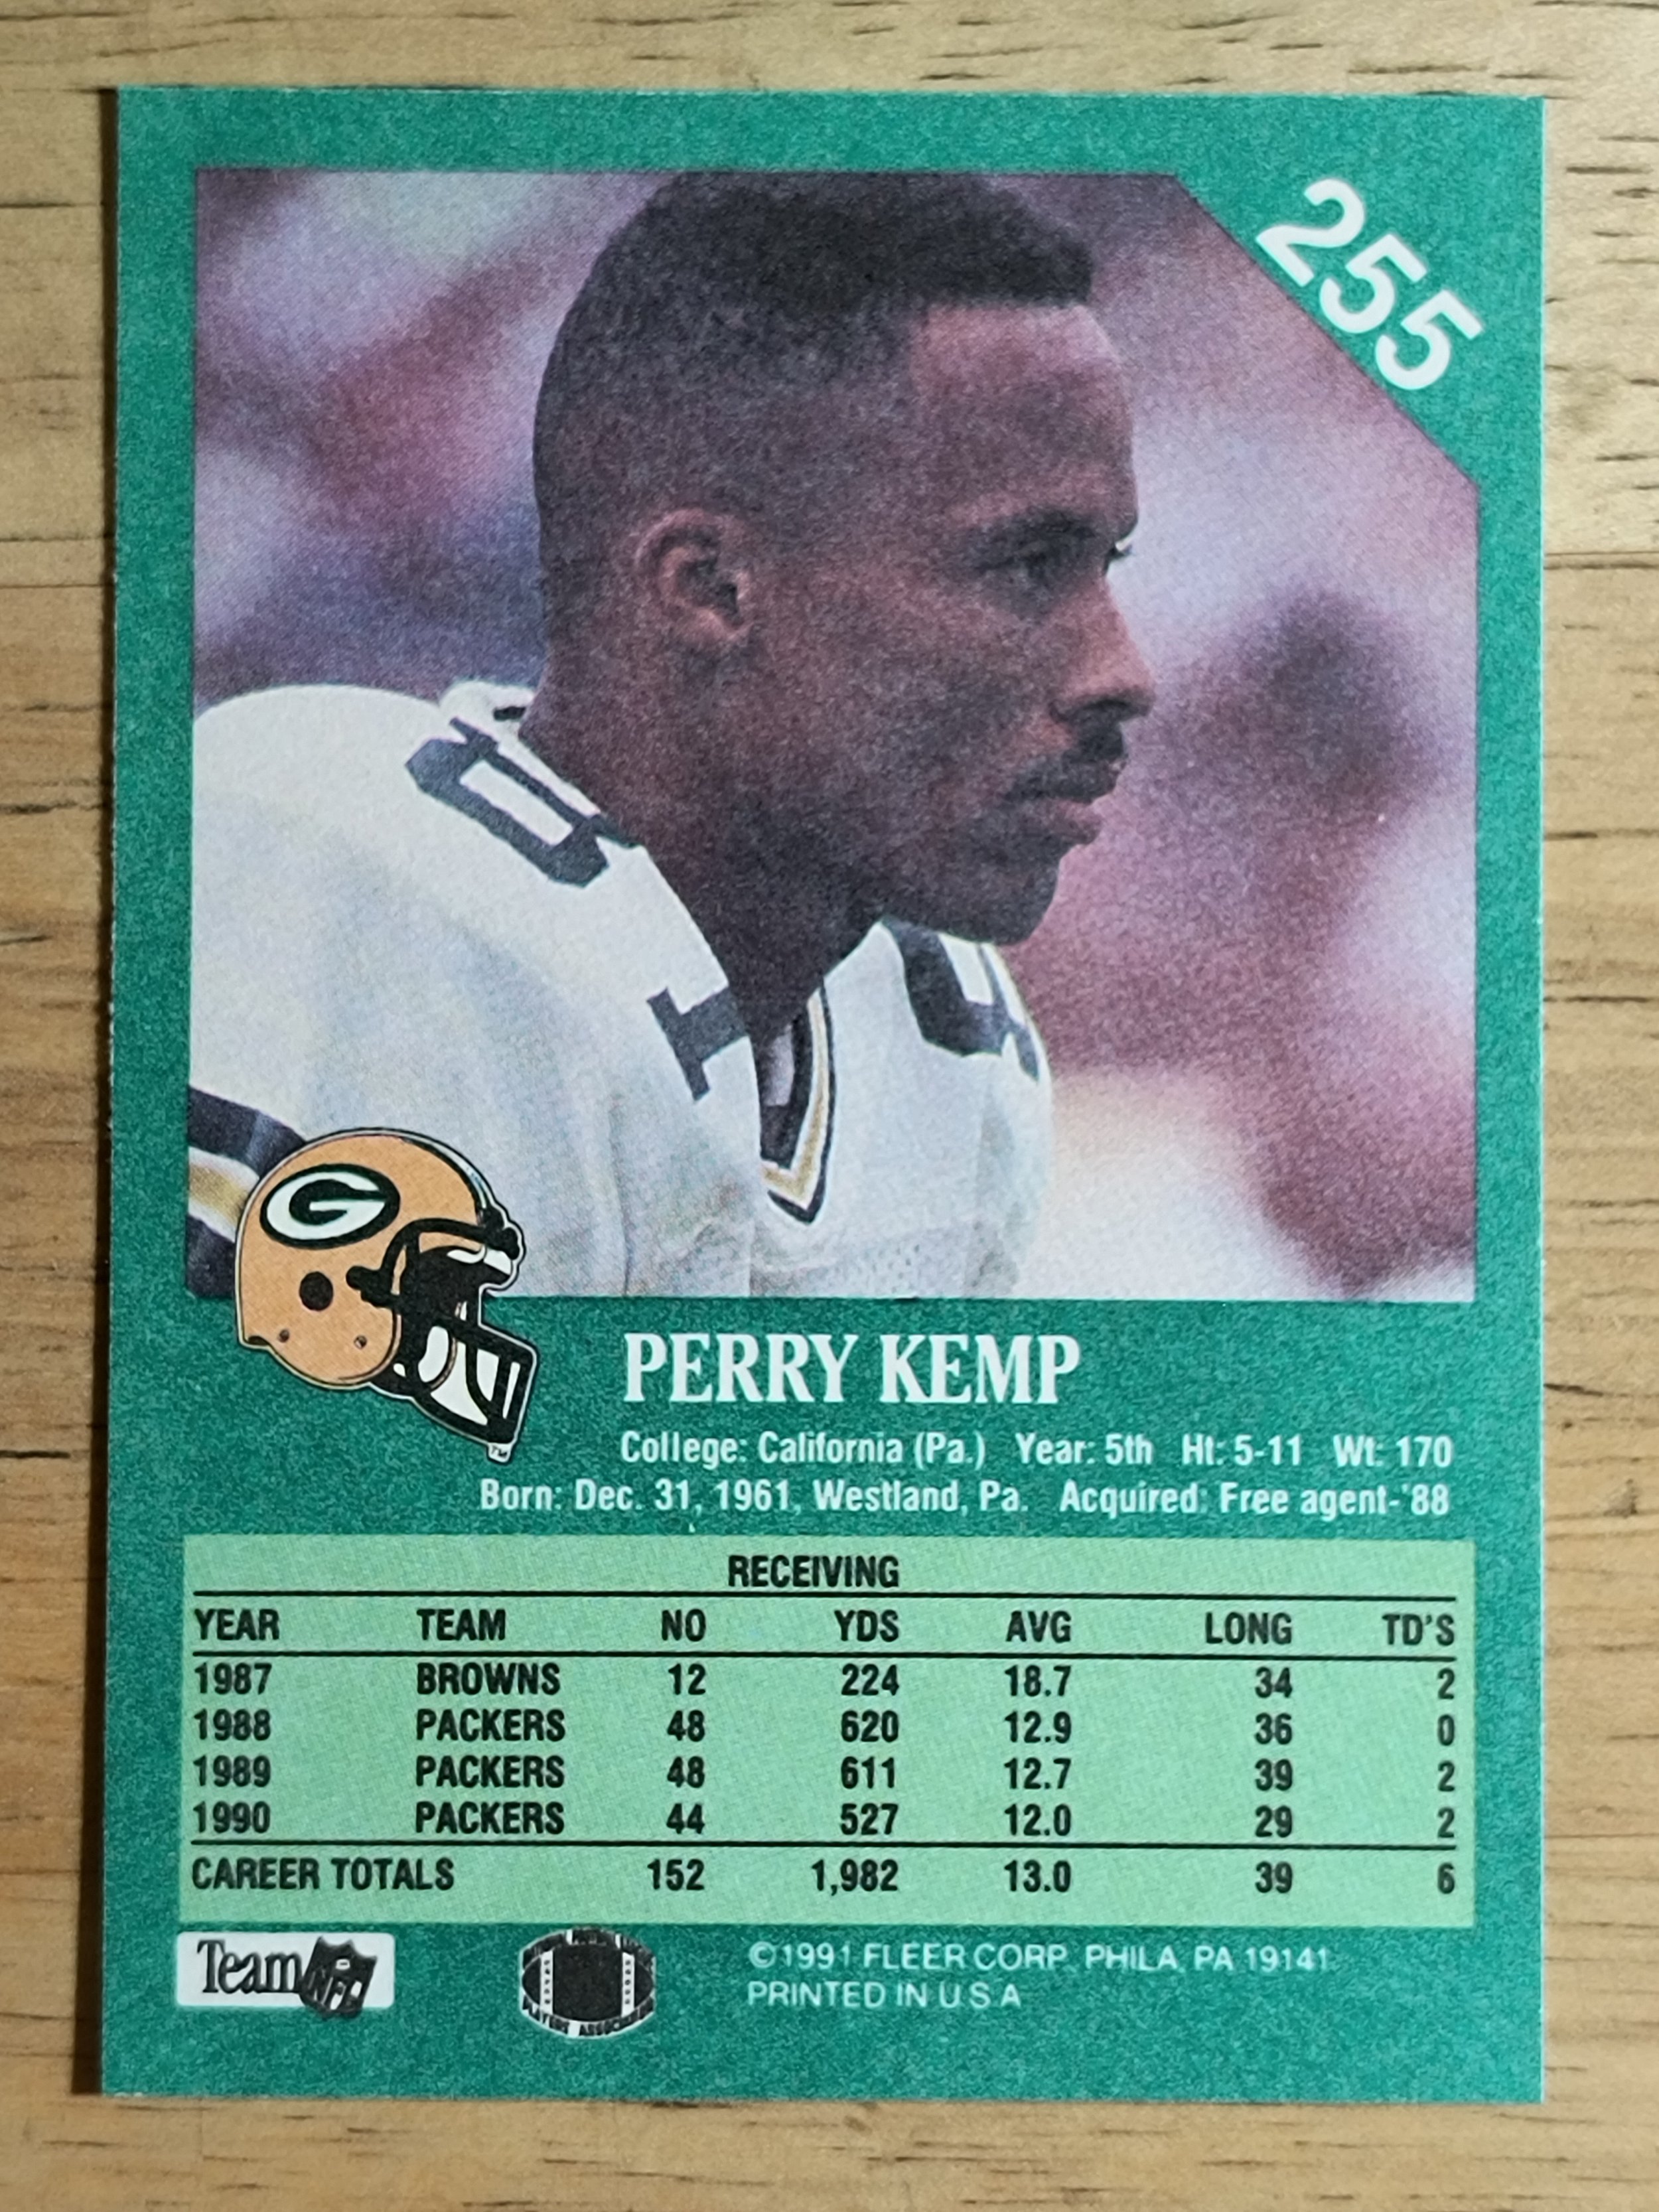 255
G
PERRY KEMP
College: California (Pa.) Year: 5th Ht: 5-11 Wt: 170
Born: Dec. 31, 1961, Westland, Pa. Acquired: Free agent-'88
RECEIVING
YEAR TEAM NO YDS AVG LONG TD'S
1987 BROWNS 12 224 18.7 34 2
1988 PACKERS 48 620 12.9 36 0
1989 PACKERS 48 611 12.7 39 2
1990 PACKERS 44 527 12.0 29 2
CAREER TOTALS 152 1,982 13.0 39 6
Team NFL
PLAYERS
©1991 FLEER CORP. PHILA. PA 19141.
PRINTED IN U S A